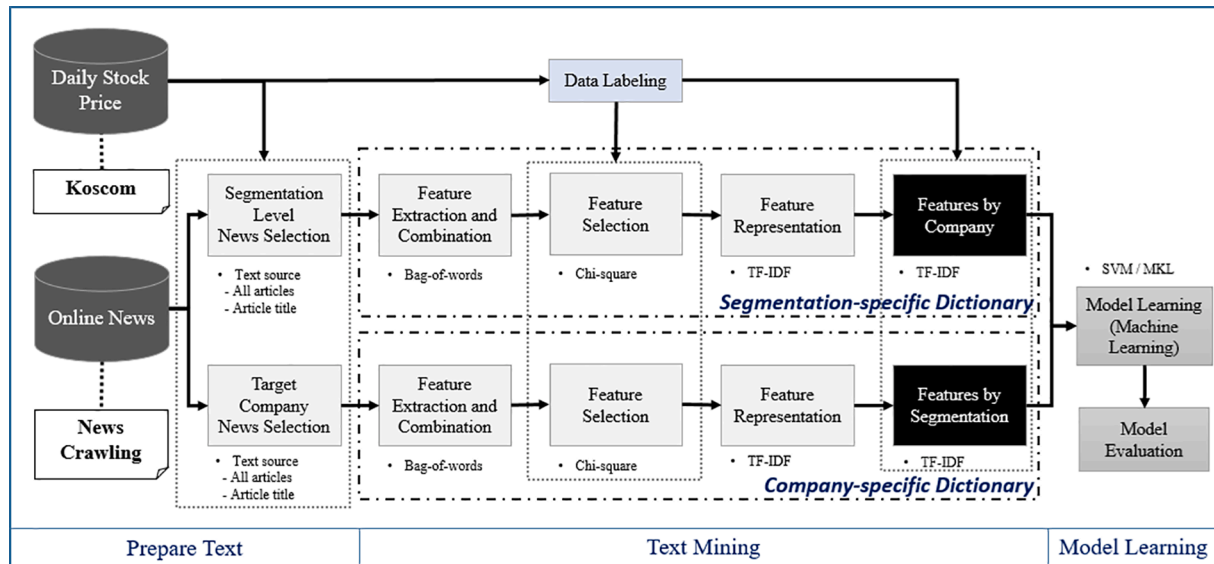 Daily Stock
Price
Koscom
Online News
News
Crawling
Data Labeling
Segmentation
Level
News Selection
• Text source
- All articles
- Article title
Feature
Extraction and
Combination
• Bag-of-words
Feature
Selection
• Chi-square
Feature
Representation
• TF-IDF
Features by
Company
• TF-IDF
Segmentation-specific Dictionary
Target
Company
News Selection
• Text source
- All articles
- Article title
Feature
Extraction and
Combination
• Bag-of-words
Feature
Selection
• Chi-square
Feature
Representation
• TF-IDF
Features by
Segmentation
• TF-IDF
Company-specific Dictionary
• SVM / MKL
Model Learning
(Machine
Learning)
Model
Evaluation
Prepare Text
Text Mining
Model Learning